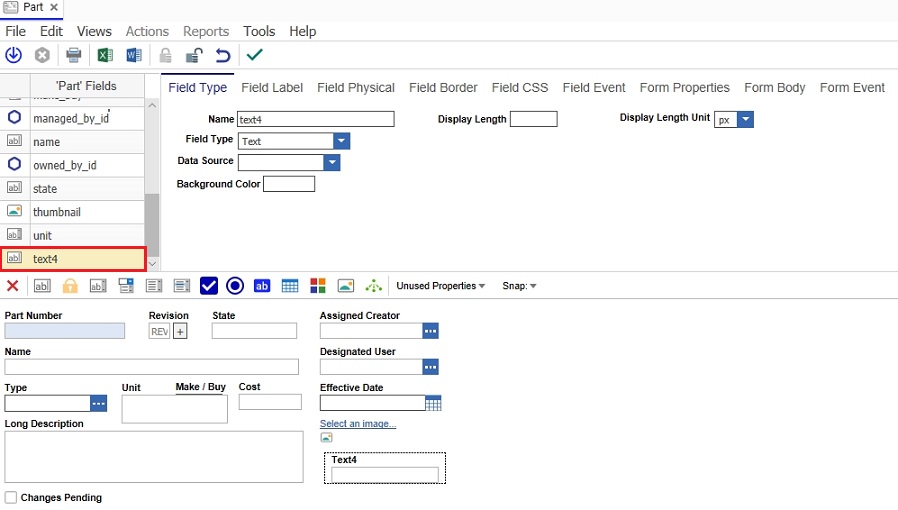 Part
File Edit Views Actions Reports Tools Help
'Part' Fields
Field Type Field Label Field Physical Field Border Field CSS Field Event Form Properties Form Body Form Event
managed_by_id
name
owned_by_id
state
thumbnail
unit
text4
Name text4 Display Length Display Length Unit px
Field Type Text
Data Source
Background Color
Unused Properties Snap:
Part Number Revision State Assigned Creator
REV +
Name Designated User
Type Unit Make / Buy Cost Effective Date
Long Description Select an image...
Text4
Changes Pending